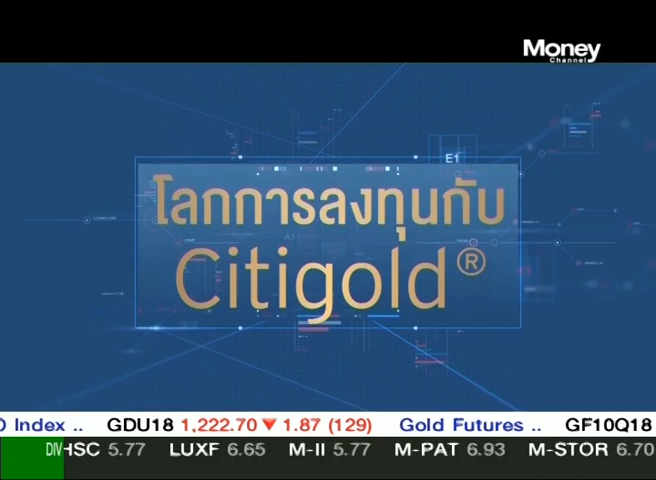 Money
Channel
E1
โลกการลงทุนกับ
Citigold®
Index .. GDU18 1,222.70 ▼ 1.87 (129) Gold Futures .. GF10Q18
DIV HSC 5.77 LUXF 6.65 M-II 5.77 M-PAT 6.93 M-STOR 6.70